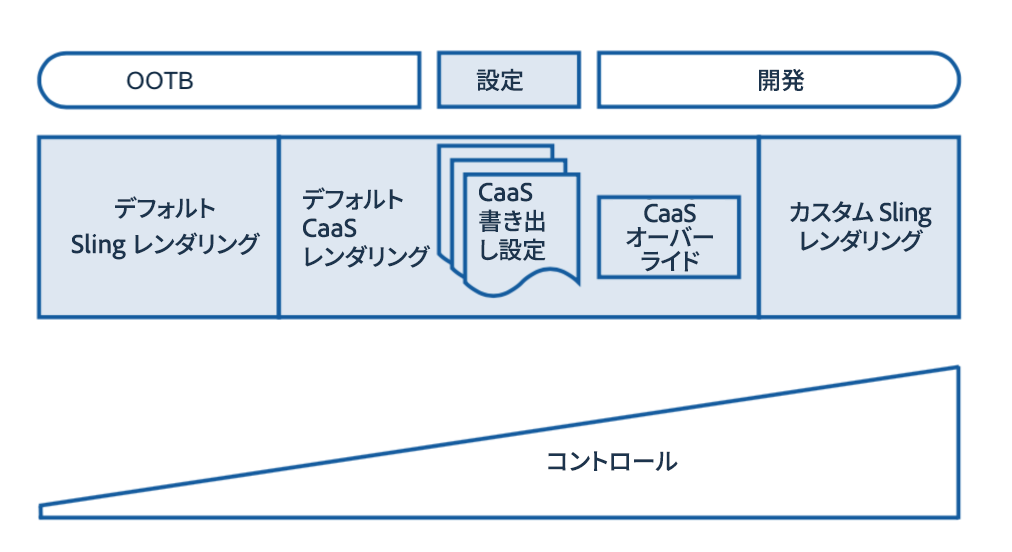 OOTB
設定
開発
デフォルト
Sling レンダリング
デフォルト
CaaS
レンダリング
CaaS
書き出
し設定
CaaS
オーバー
ライド
カスタム Sling
レンダリング
コントロール